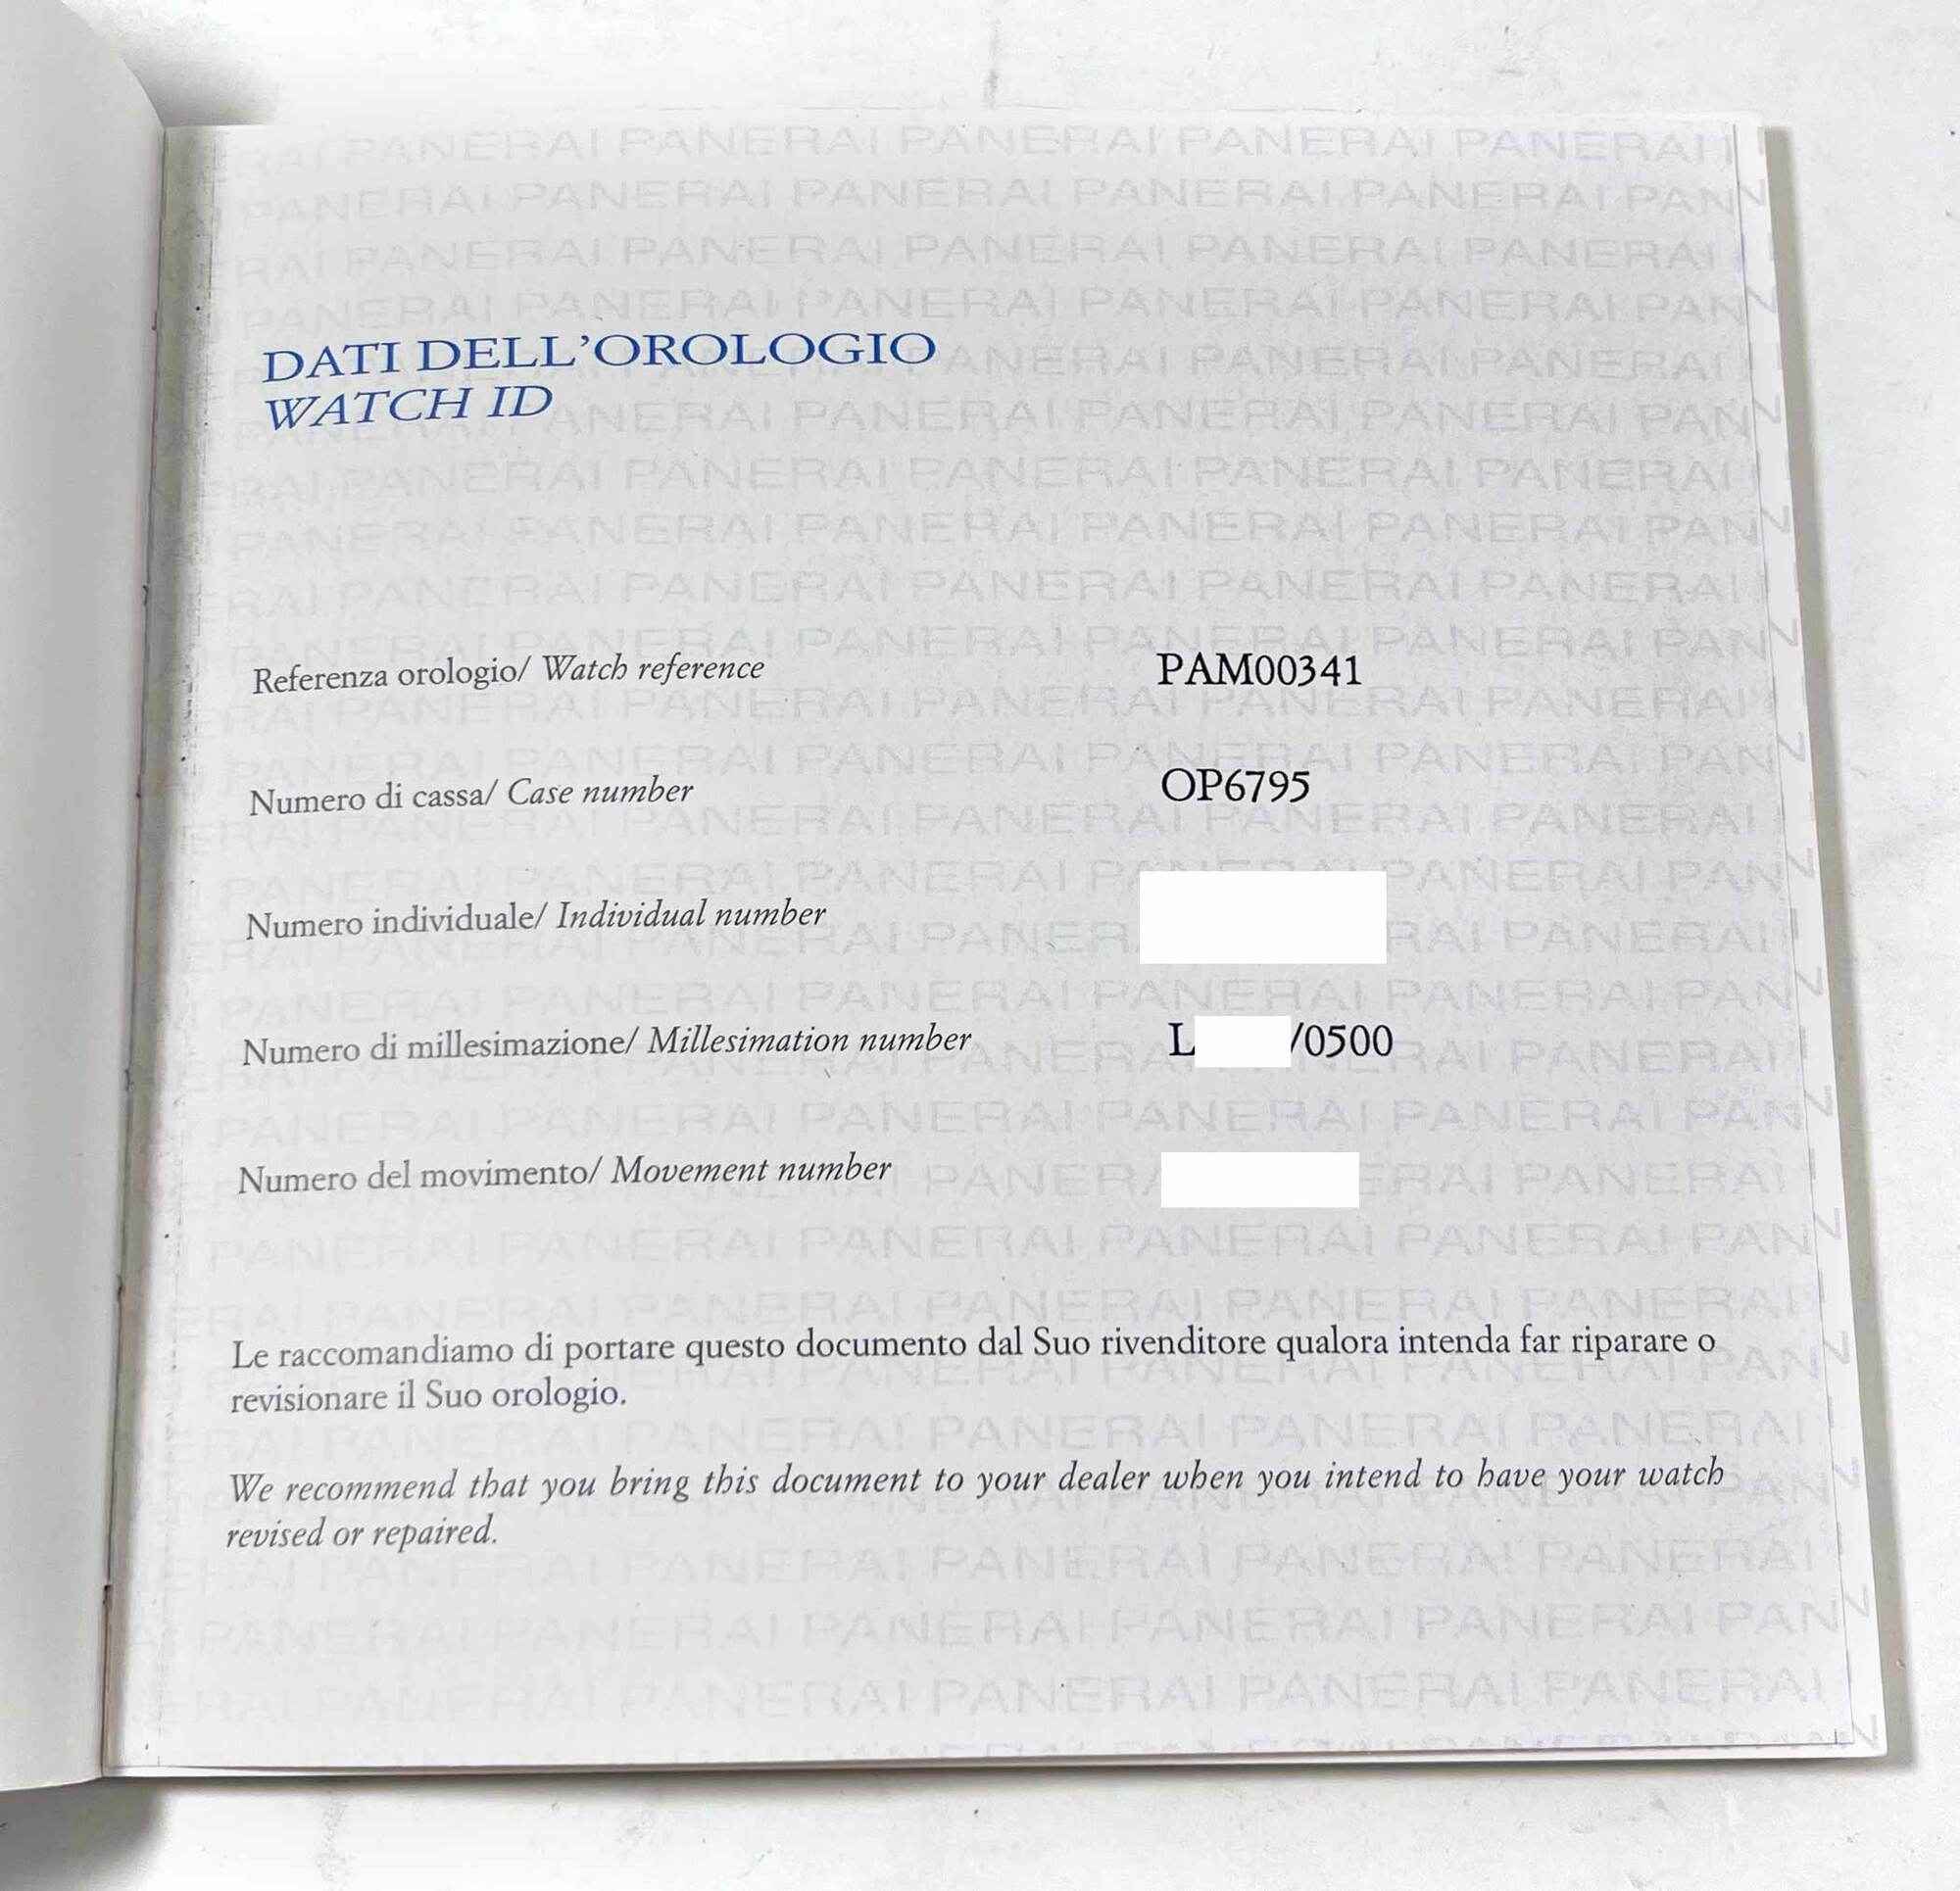 DATI DELL'OROLOGIO
WATCH ID
Referenza orologio/ Watch reference PAM00341
Numero di cassa/ Case number OP6795
Numero individuale/ Individual number
Numero di millesimazione/ Millesimation number L /0500
Numero del movimento/ Movement number
Le raccomandiamo di portare questo documento dal Suo rivenditore qualora intenda far riparare o
revisionare il Suo orologio.
We recommend that you bring this document to your dealer when you intend to have your watch
revised or repaired.